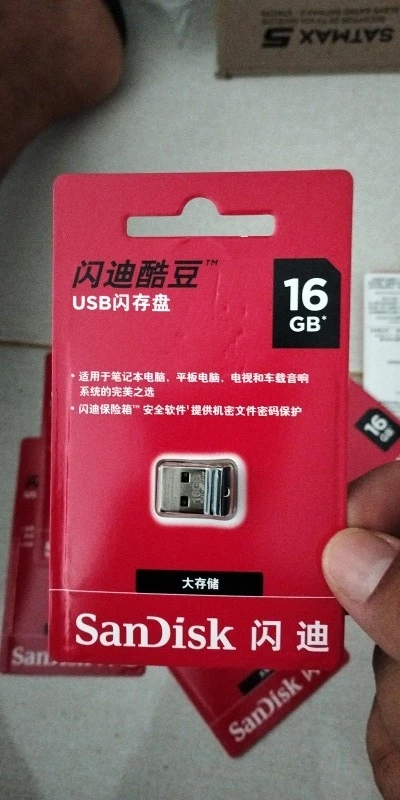 SATMAX 5
闪迪酷豆™
USB闪存盘
16
GB*
• 适用于笔记本电脑、平板电脑、电视和车载音响
系统的完美之选
• 闪迪保险箱™ 安全软件¹提供机密文件密码保护
大存储
SanDisk 闪迪
16
GB
SanDisk
SanDisk 闪